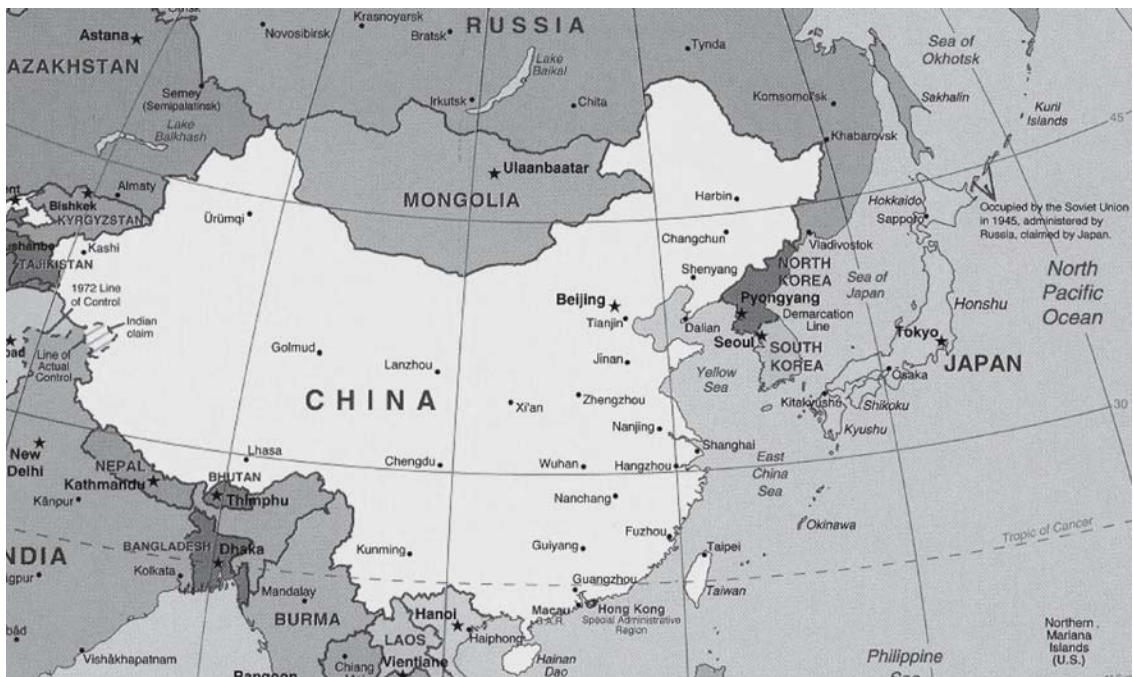 RUSSIA
Astana
Novosibirsk
Krasnoyarsk
Bratsk
Tynda
Sea of
Okhotsk
AZAKHSTAN
Semey
(Semipalatinsk)
Lake
Balkhash
Lake
Baikal
Irkutsk
Chita
Komsomol'sk
Sakhalin
Kuril
Islands
Khabarovsk
45
Ulaanbaatar
MONGOLIA
Almaty
Bishkek
KYRGYZSTAN
Ürümqi
Harbin
Hokkaido
Sapporo
Occupied by the Soviet Union
in 1945, administered by
Russia, claimed by Japan.
Kashi
TAJIKISTAN
Changchun
Vladivostok
Shenyang
NORTH
KOREA
Sea of
Japan
North
Pacific
Ocean
1972 Line
of Control
Indian
claim
Line of
Actual
Control
Beijing
Tianjin
Dalian
Pyongyang
Demarcation
Line
Seoul
SOUTH
KOREA
Honshu
Tokyo
JAPAN
Golmud
Lanzhou
Jinan
Yellow
Sea
Osaka
Kitakyushu
Shikoku
Kyushu
CHINA
Xi'an
Zhengzhou
Nanjing
Shanghai
30
New
Delhi
NEPAL
Kathmandu
Lhasa
BHUTAN
Thimphu
Chengdu
Wuhan
Hangzhou
East
China
Sea
Kānpur
Nanchang
Okinawa
NDIA
BANGLADESH
Dhaka
Kunming
Guiyang
Fuzhou
Taipei
Tropic of Cancer
Kolkata
Mandalay
BURMA
Guangzhou
Taiwan
Hanoi
Macau
S.A.R.
Hong Kong
Special Administrative
Region
LAOS
Haiphong
Vientiane
Hainan
Dao
Vishākhapatnam
Chiang
Rangoon
Philippine
Northern
Mariana
Islands
(U.S.)